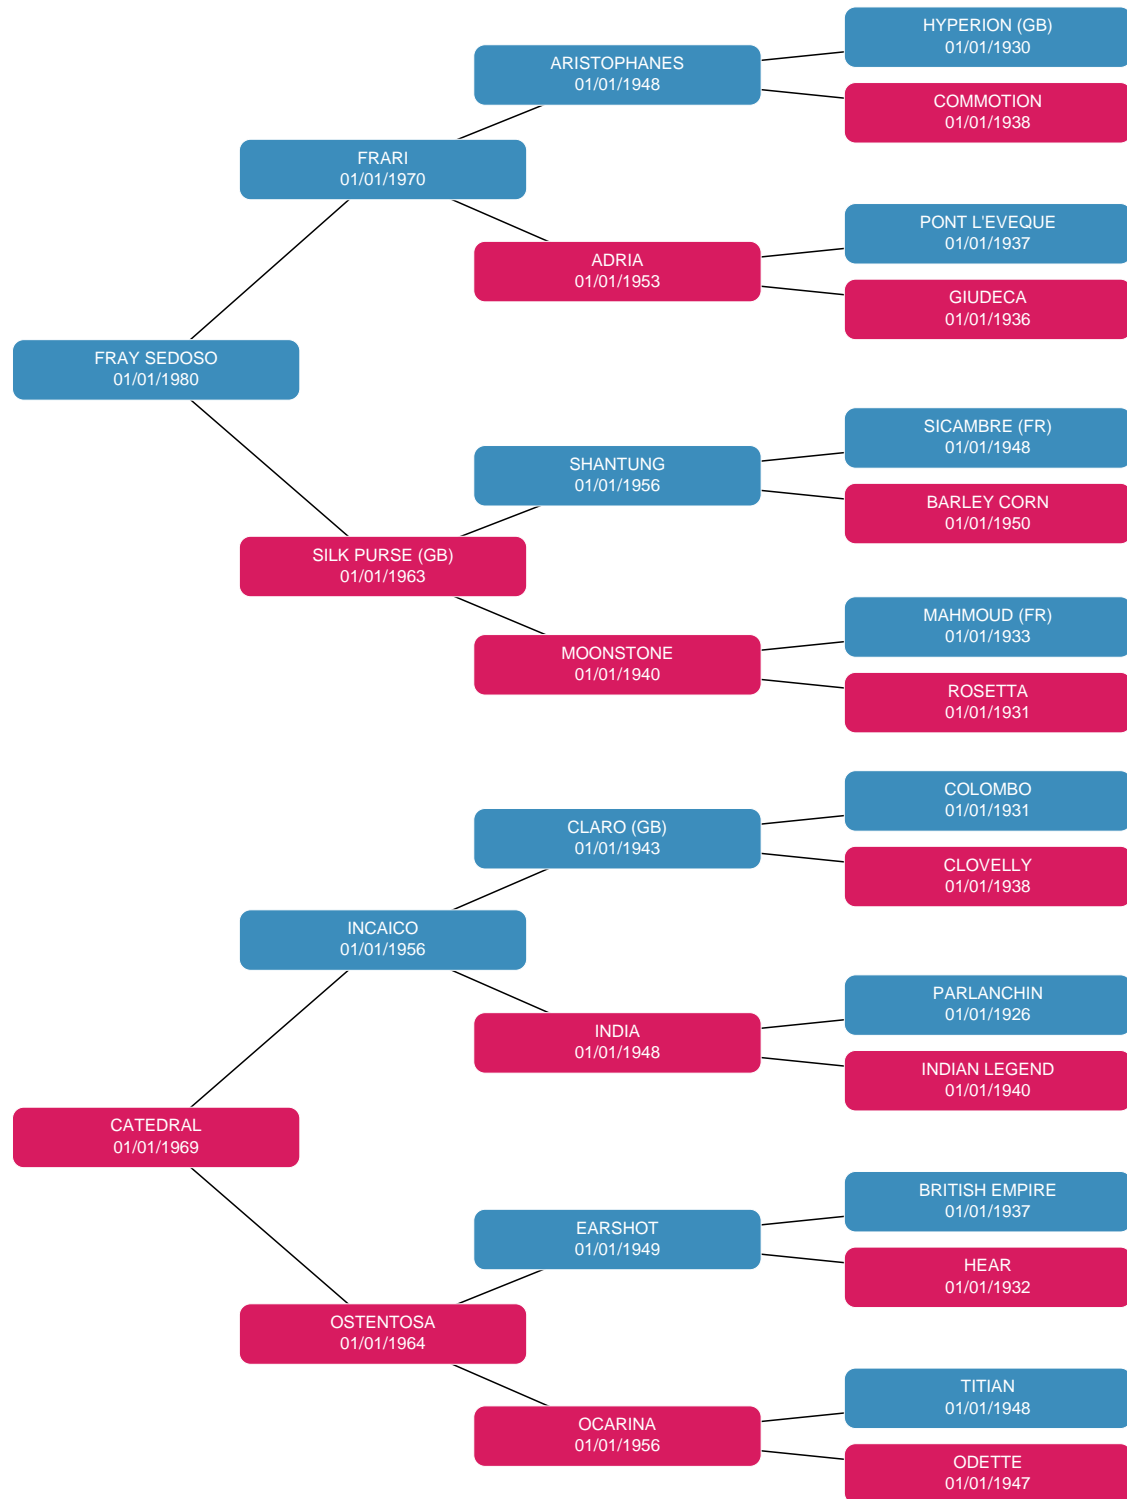 HYPERION (GB)
01/01/1930
ARISTOPHANES
01/01/1948
COMMOTION
01/01/1938
FRARI
01/01/1970
PONT L'EVEQUE
01/01/1937
ADRIA
01/01/1953
GIUDECA
01/01/1936
FRAY SEDOSO
01/01/1980
SICAMBRE (FR)
01/01/1948
SHANTUNG
01/01/1956
BARLEY CORN
01/01/1950
SILK PURSE (GB)
01/01/1963
MAHMOUD (FR)
01/01/1933
MOONSTONE
01/01/1940
ROSETTA
01/01/1931
COLOMBO
01/01/1931
CLARO (GB)
01/01/1943
CLOVELLY
01/01/1938
INCAICO
01/01/1956
PARLANCHIN
01/01/1926
INDIA
01/01/1948
INDIAN LEGEND
01/01/1940
CATEDRAL
01/01/1969
BRITISH EMPIRE
01/01/1937
EARSHOT
01/01/1949
HEAR
01/01/1932
OSTENTOSA
01/01/1964
TITIAN
01/01/1948
OCARINA
01/01/1956
ODETTE
01/01/1947